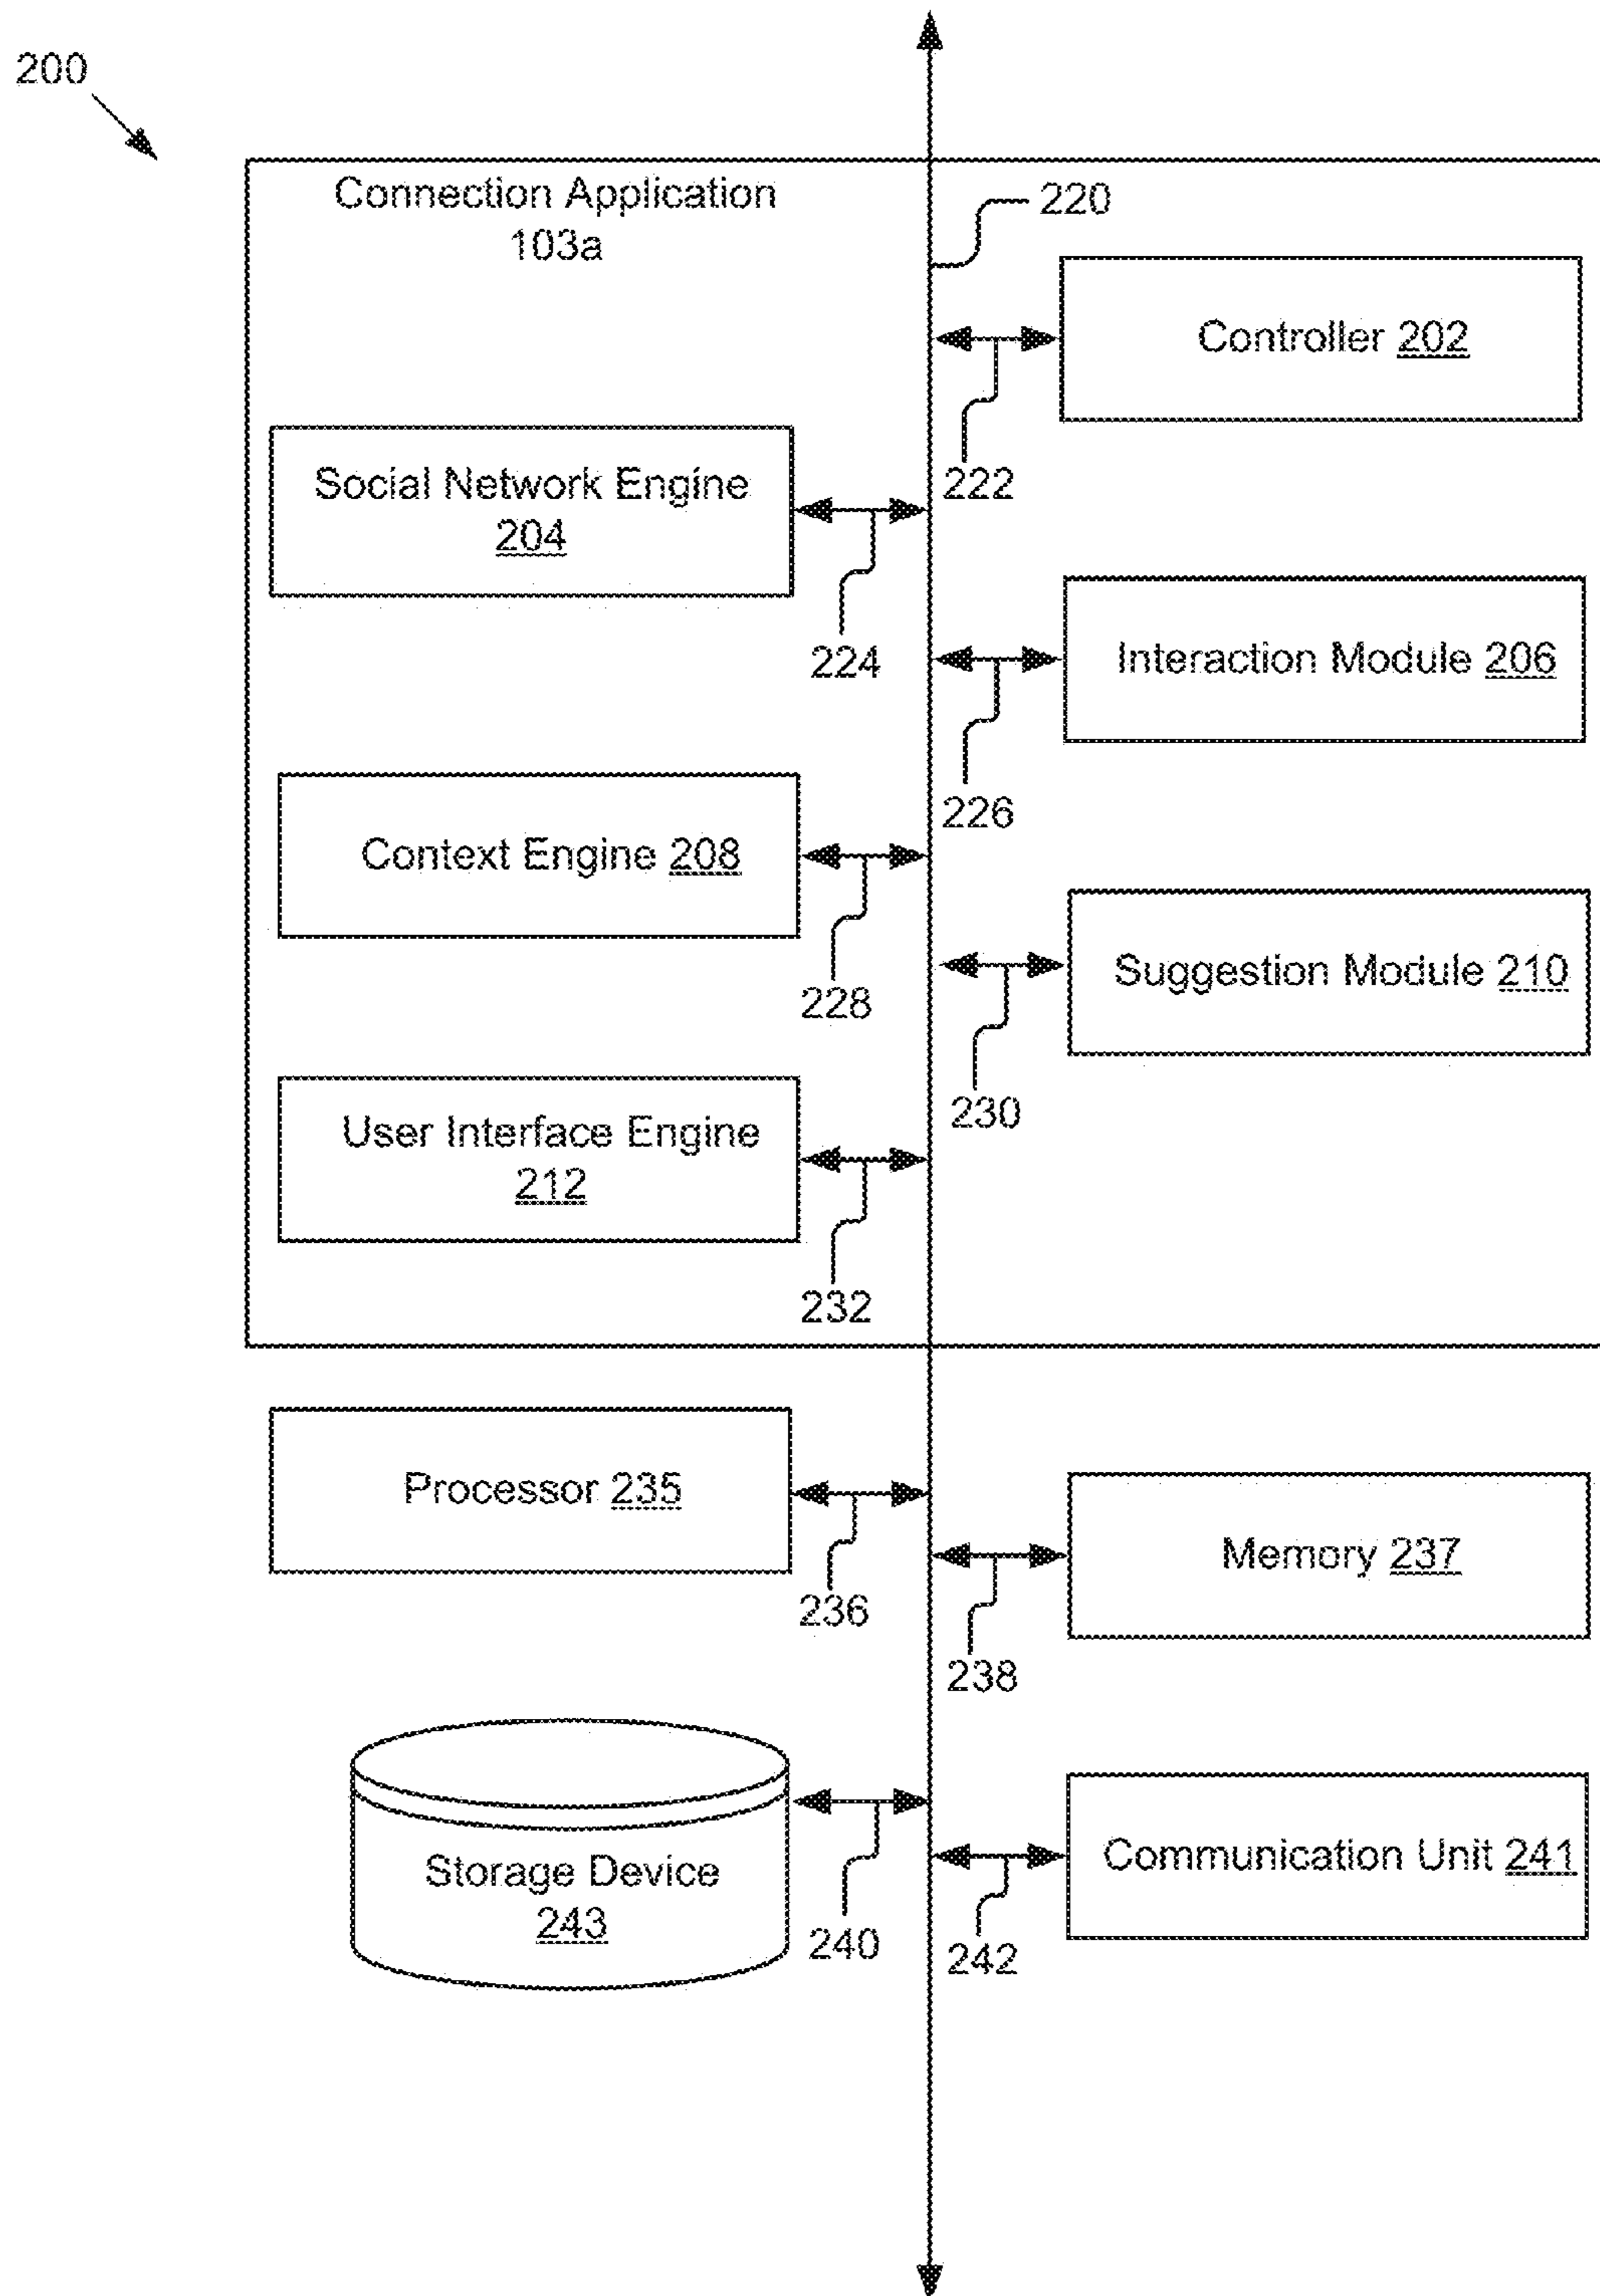 200
Connection Application
103a
220
Controller 202
222
Social Network Engine
204
224
Interaction Module 206
226
Context Engine 208
228
Suggestion Module 210
230
User Interface Engine
212
232
Processor 235
236
Memory 237
238
Storage Device
243
240
Communication Unit 241
242